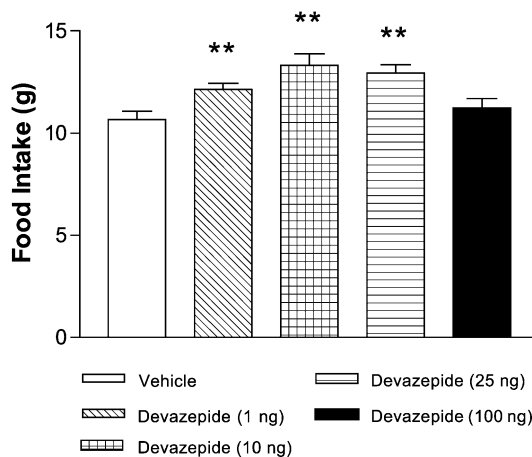 15
**
**
**
10
5
0
Food Intake (g)
Vehicle
Devazepide (1 ng)
Devazepide (10 ng)
Devazepide (25 ng)
Devazepide (100 ng)